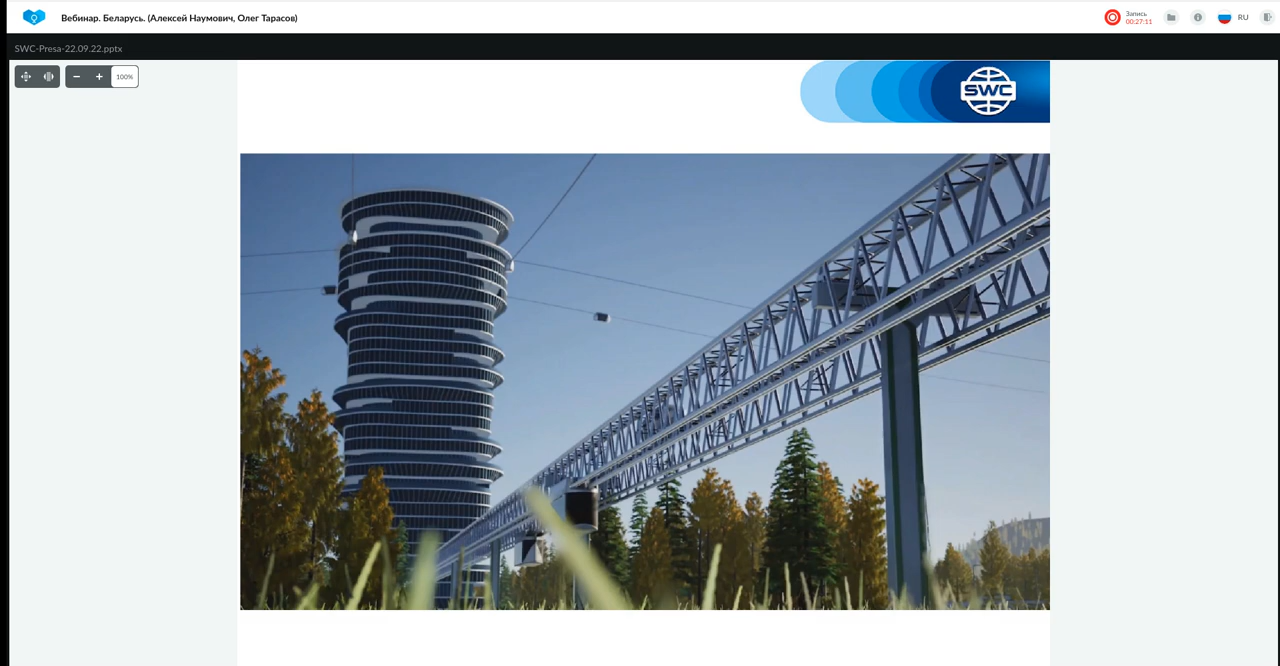 Вебинар. Беларусь. (Алексей Наумович, Олег Тарасов)
Запись
00:27:11
RU
SWC-Presa-22.09.22.pptx
100%
SWC